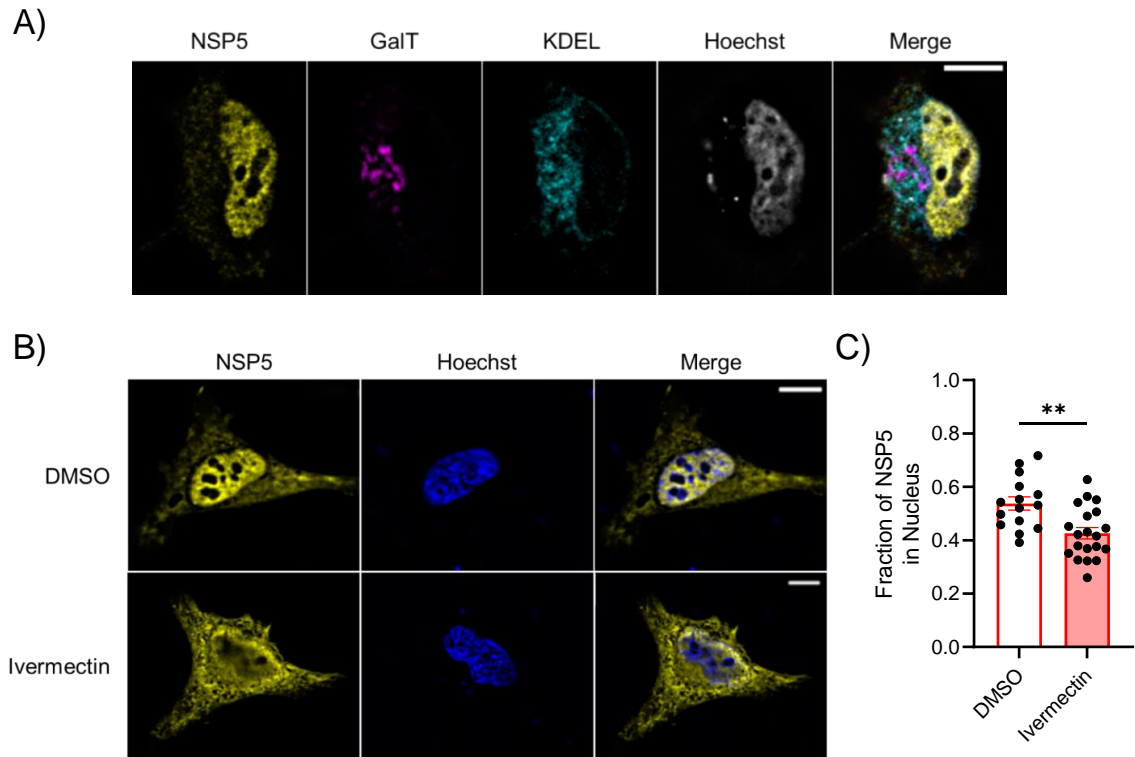 A)
NSP5 GalT KDEL Hoechst Merge
B)
NSP5 Hoechst Merge
DMSO
Ivermectin
C)
Fraction of NSP5
in Nucleus
1.0
0.8
0.6
0.4
0.2
0.0
**
DMSO
Ivermectin